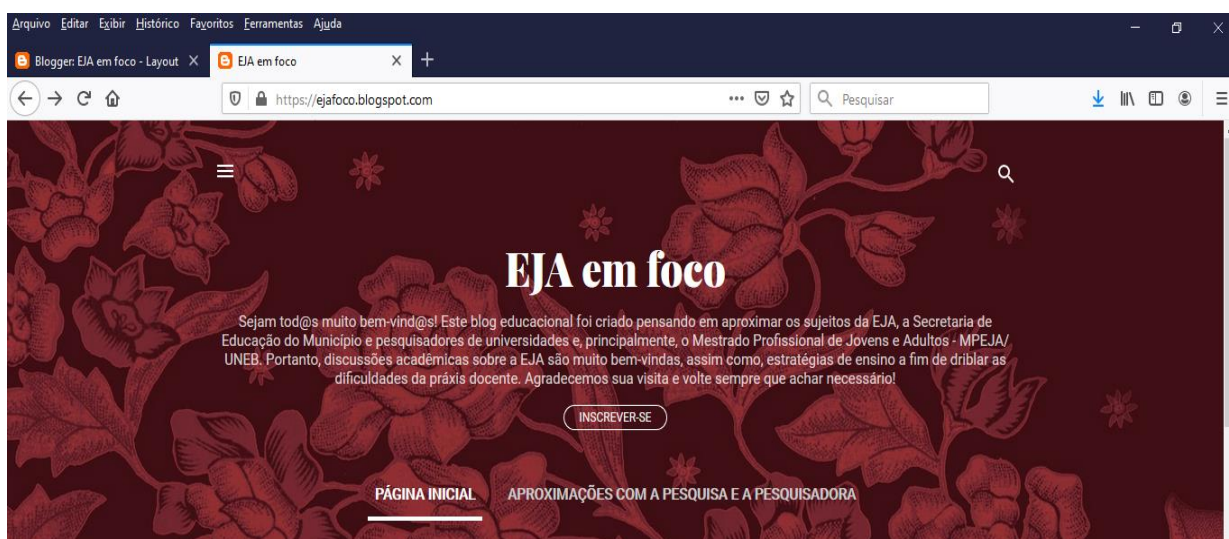 Arquivo Editar Exibir Histórico Favoritos Ferramentas Ajuda
Blogger: EJA em foco - Layout
EJA em foco
https://ejafoco.blogspot.com
Pesquisar
EJA em foco
Sejam tod@s muito bem-vind@s! Este blog educacional foi criado pensando em aproximar os sujeitos da EJA, a Secretaria de
Educação do Município e pesquisadores de universidades e, principalmente, o Mestrado Profissional de Jovens e Adultos - MPEJA/
UNEB. Portanto, discussões acadêmicas sobre a EJA são muito bem-vindas, assim como, estratégias de ensino a fim de driblar as
dificuldades da práxis docente. Agradecemos sua visita e volte sempre que achar necessário!
INSCREVER-SE
PÁGINA INICIAL APROXIMAÇÕES COM A PESQUISA E A PESQUISADORA